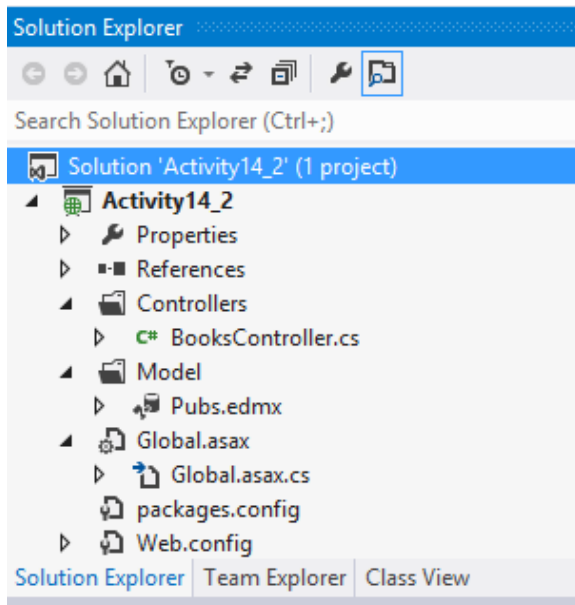 Solution Explorer
Search Solution Explorer (Ctrl+;)
Solution 'Activity14_2' (1 project)
Activity14_2
Properties
References
Controllers
C# BooksController.cs
Model
Pubs.edmx
Global.asax
Global.asax.cs
packages.config
Web.config
Solution Explorer Team Explorer Class View